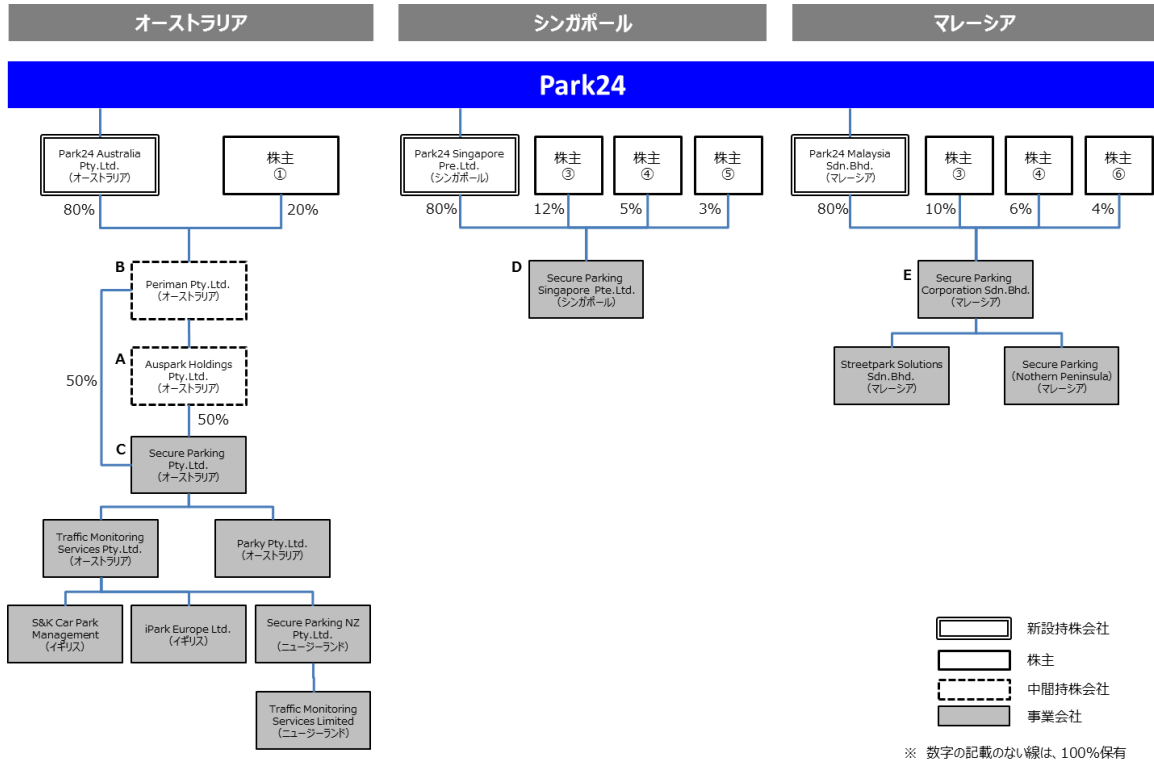 オーストラリア
シンガポール
マレーシア
Park24
Park24 Australia
Pty.Ltd.
(オーストラリア)
株主
①
Park24 Singapore
Pre.Ltd.
(シンガポール)
株主
③
株主
④
株主
⑤
Park24 Malaysia
Sdn.Bhd.
(マレーシア)
株主
③
株主
④
株主
⑥
80%
20%
80%
12%
5%
3%
80%
10%
6%
4%
B
Periman Pty.Ltd.
(オーストラリア)
D
Secure Parking
Singapore Pte.Ltd.
(シンガポール)
E
Secure Parking
Corporation Sdn.Bhd.
(マレーシア)
A
Auspark Holdings
Pty.Ltd.
(オーストラリア)
Streetpark Solutions
Sdn.Bhd.
(マレーシア)
Secure Parking
(Nothern Peninsula)
(マレーシア)
50%
50%
C
Secure Parking
Pty.Ltd.
(オーストラリア)
Traffic Monitoring
Services Pty.Ltd.
(オーストラリア)
Parky Pty.Ltd.
(オーストラリア)
S&K Car Park
Management
(イギリス)
iPark Europe Ltd.
(イギリス)
Secure Parking NZ
Pty.Ltd.
(ニュージーランド)
Traffic Monitoring
Services Limited
(ニュージーランド)
新設持株会社
株主
中間持株会社
事業会社
※ 数字の記載のない線は、100%保有